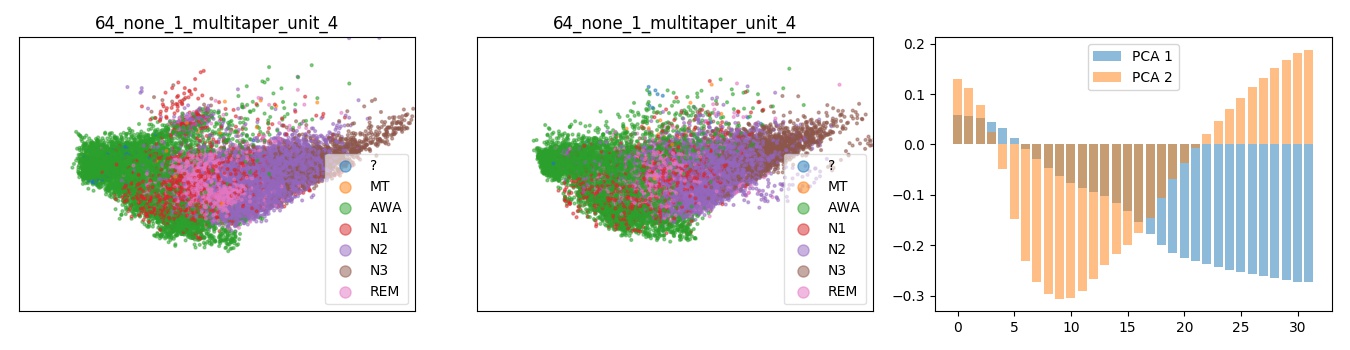 64_none_1_multitaper_unit_4
?
MT
AWA
N1
N2
N3
REM
64_none_1_multitaper_unit_4
?
MT
AWA
N1
N2
N3
REM
PCA 1
PCA 2
0.2
0.1
0.0
−0.1
−0.2
−0.3
0 5 10 15 20 25 30